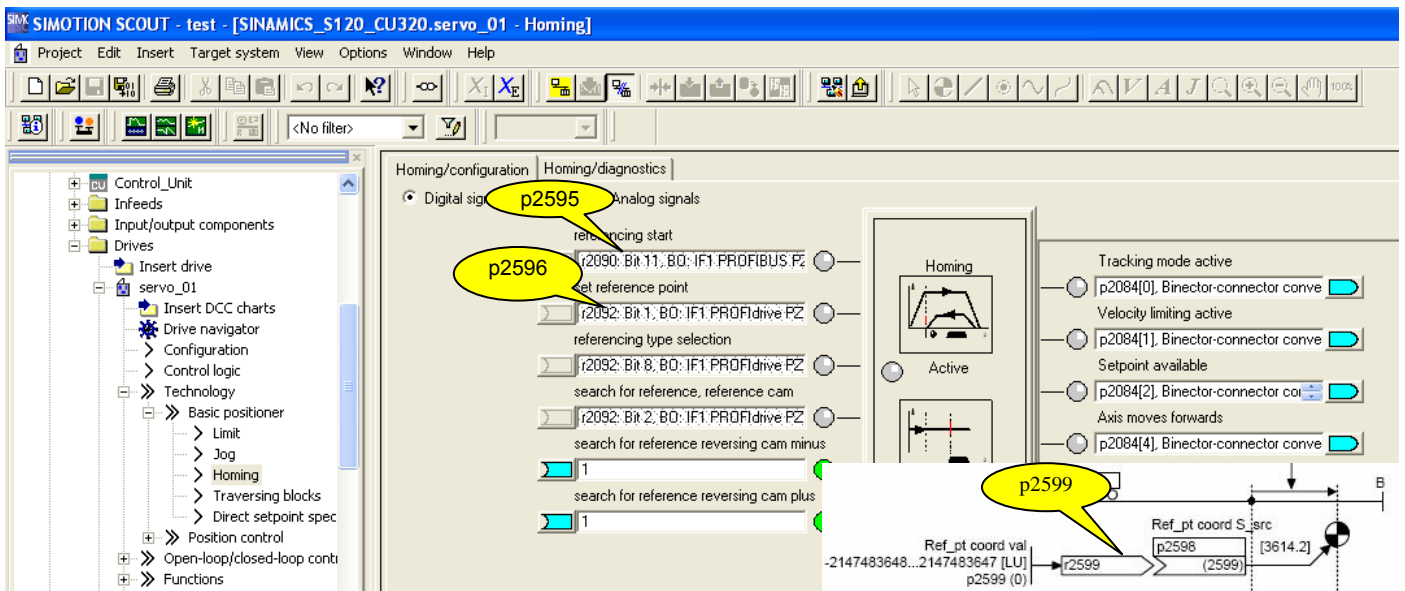 SIMOTION SCOUT - test - [SINAMICS_S120_CU320.servo_01 - Homing]
Project Edit Insert Target system View Options Window Help
<No filter>
Control_Unit
Infeeds
Input/output components
Drives
Insert drive
servo_01
Insert DCC charts
Drive navigator
Configuration
Control logic
Technology
Basic positioner
Limit
Jog
Homing
Traversing blocks
Direct setpoint spec
Position control
Open-loop/closed-loop conti
Functions
Homing/configuration Homing/diagnostics
Digital sig Analog signals
p2595
referencing start
r2090: Bit 11, BO: IF1 PROFIBUS PZ
p2596
set reference point
r2092: Bit 1, BO: IF1 PROFIdrive PZ
referencing type selection
r2092: Bit 8, BO: IF1 PROFIdrive PZ
search for reference, reference cam
r2092: Bit 2, BO: IF1 PROFIdrive PZ
search for reference reversing cam minus
1
search for reference reversing cam plus
1
Homing
Active
Tracking mode active
p2084[0], Binector-connector conve
Velocity limiting active
p2084[1], Binector-connector conve
Setpoint available
p2084[2], Binector-connector cor
Axis moves forwards
p2084[4], Binector-connector conve
p2599
B
Ref_pt coord S_src
p2598 [3614.2]
(2599)
Ref_pt coord val
-2147483648...2147483647 [LU]
p2599 (0)
r2599